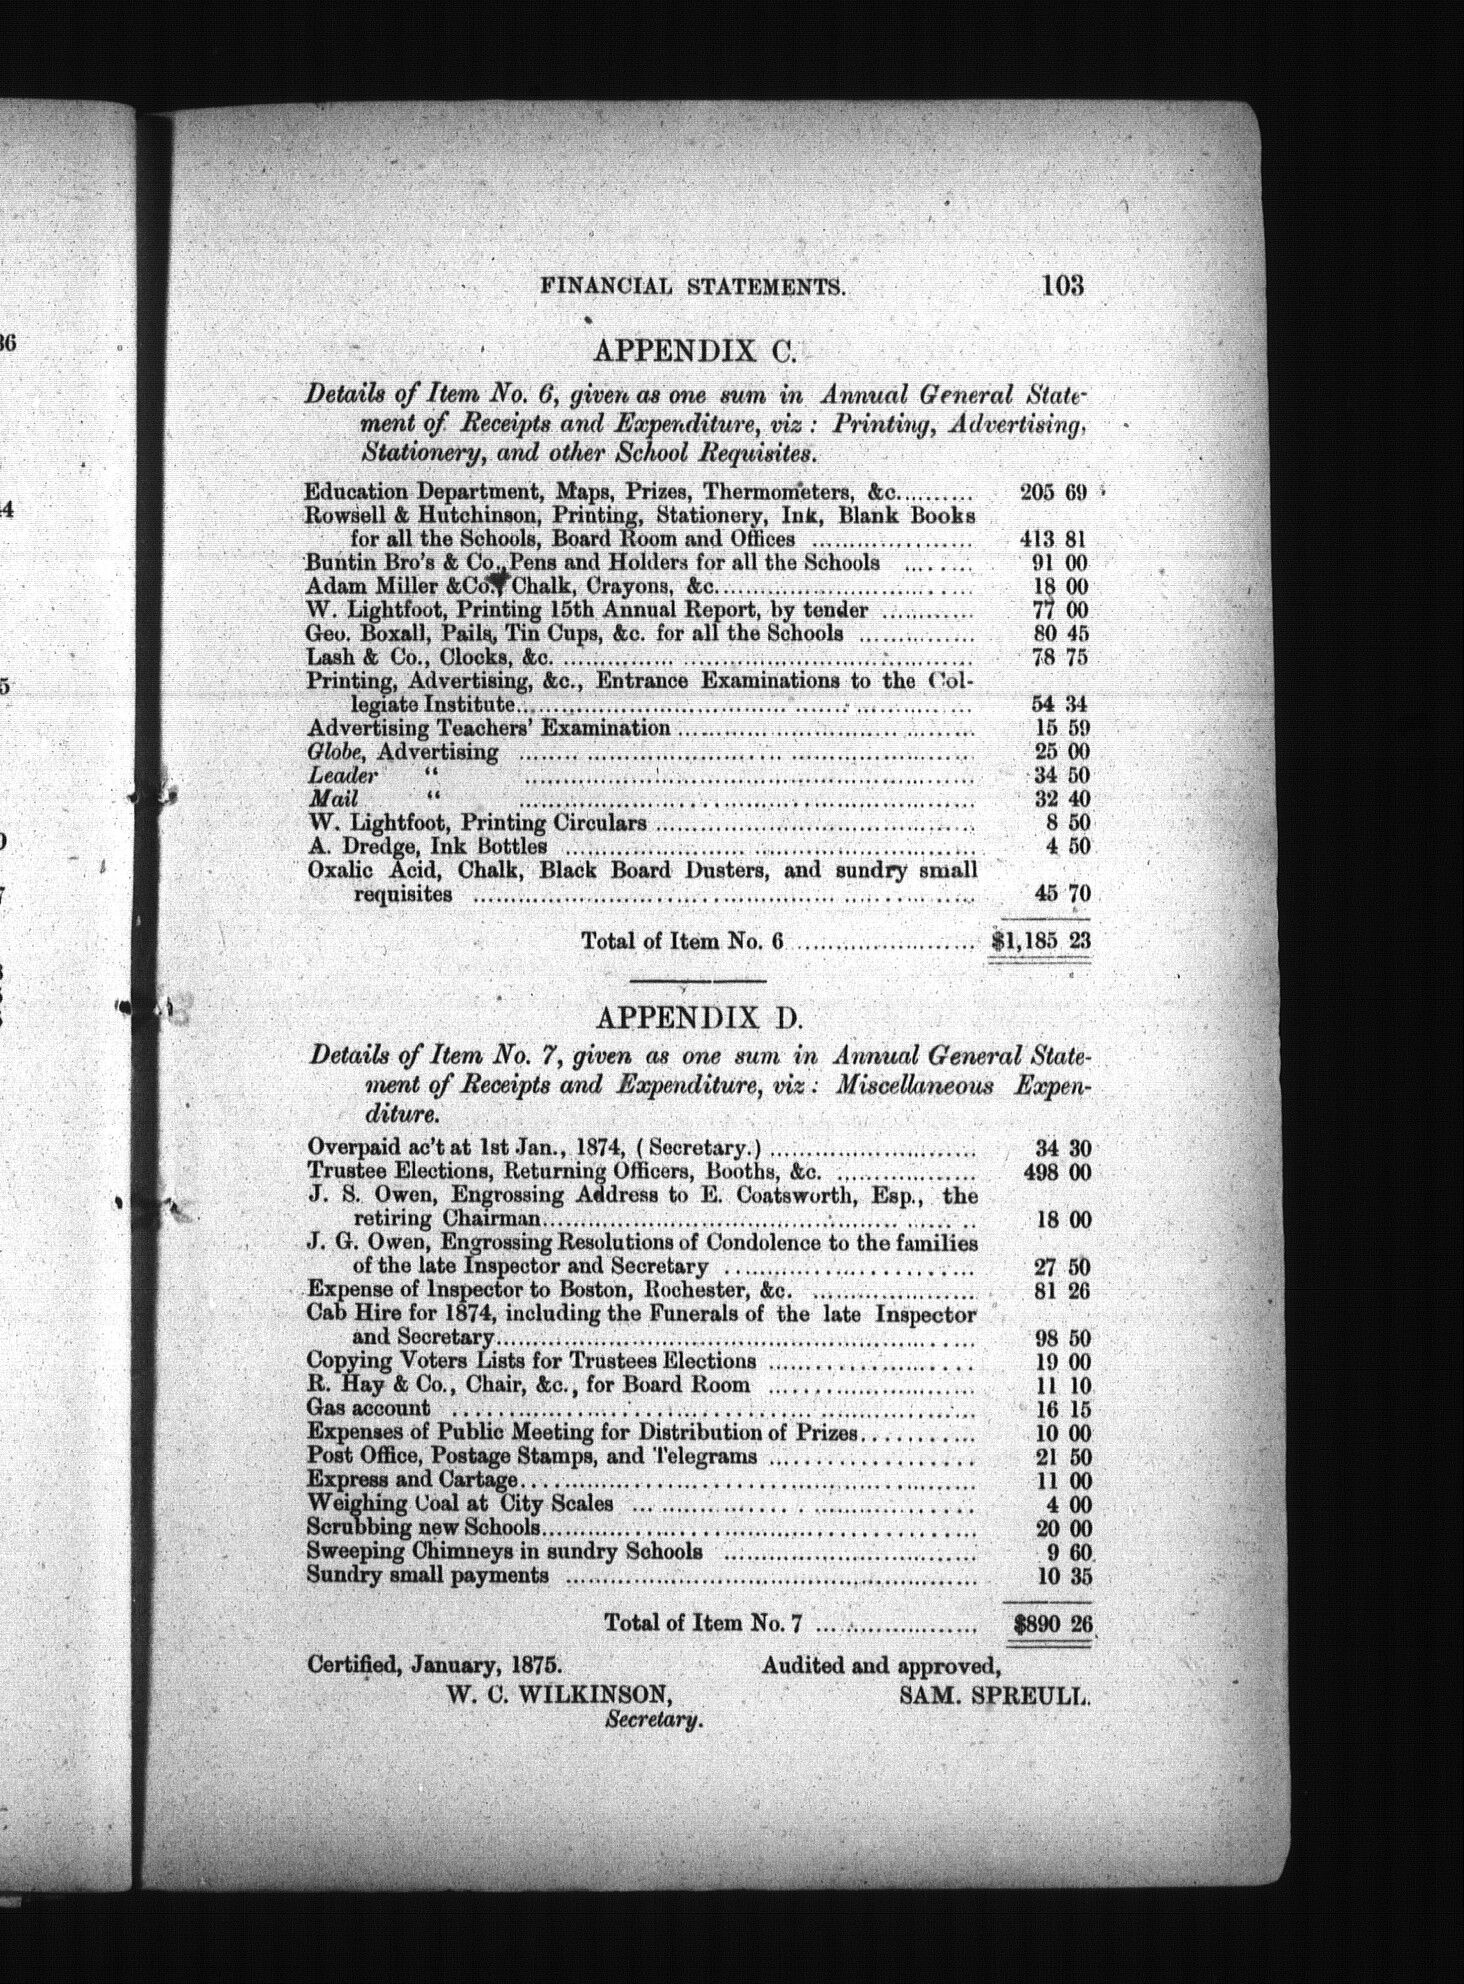 FINANCIAL STATEMENTS. 103
APPENDIX C.
Details of Item No. 6, given as one sum in Annual General State-
ment of Receipts and Expenditure, viz : Printing, Advertising,
Stationery, and other School Requisites.
Education Department, Maps, Prizes, Thermometers, &c.......... 205 69
Rowsell & Hutchinson, Printing, Stationery, Ink, Blank Books
for all the Schools, Board Room and Offices .................... 413 81
Buntin Bro's & Co., Pens and Holders for all the Schools ......... 91 00
Adam Miller &Co., Chalk, Crayons, &c............................... 18 00
W. Lightfoot, Printing 15th Annual Report, by tender ............ 77 00
Geo. Boxall, Pails, Tin Cups, &c. for all the Schools ............... 80 45
Lash & Co., Clocks, &c. .................................................. 78 75
Printing, Advertising, &c., Entrance Examinations to the Col-
legiate Institute......................................................... 54 34
Advertising Teachers' Examination ..................................... 15 59
Globe, Advertising ......................................................... 25 00
Leader “ ......................................................... 34 50
Mail “ ......................................................... 32 40
W. Lightfoot, Printing Circulars ........................................ 8 50
A. Dredge, Ink Bottles .................................................... 4 50
Oxalic Acid, Chalk, Black Board Dusters, and sundry small
requisites ................................................................ 45 70
Total of Item No. 6 ........................ $1,185 23
APPENDIX D.
Details of Item No. 7, given as one sum in Annual General State-
ment of Receipts and Expenditure, viz : Miscellaneous Expen-
diture.
Overpaid ac't at 1st Jan., 1874, (Secretary.) .......................... 34 30
Trustee Elections, Returning Officers, Booths, &c. .................. 498 00
J. S. Owen, Engrossing Address to E. Coatsworth, Esp., the
retiring Chairman...................................................... 18 00
J. G. Owen, Engrossing Resolutions of Condolence to the families
of the late Inspector and Secretary ............................. 27 50
Expense of Inspector to Boston, Rochester, &c. ..................... 81 26
Cab Hire for 1874, including the Funerals of the late Inspector
and Secretary........................................................... 98 50
Copying Voters Lists for Trustees Elections .......................... 19 00
R. Hay & Co., Chair, &c., for Board Room .......................... 11 10
Gas account ................................................................. 16 15
Expenses of Public Meeting for Distribution of Prizes............ 10 00
Post Office, Postage Stamps, and Telegrams ......................... 21 50
Express and Cartage...................................................... 11 00
Weighing Coal at City Scales ........................................... 4 00
Scrubbing new Schools.................................................... 20 00
Sweeping Chimneys in sundry Schools ................................ 9 60
Sundry small payments ................................................... 10 35
Total of Item No. 7 .................... $890 26
Certified, January, 1875. Audited and approved,
W. C. WILKINSON, SAM. SPREULL.
Secretary.